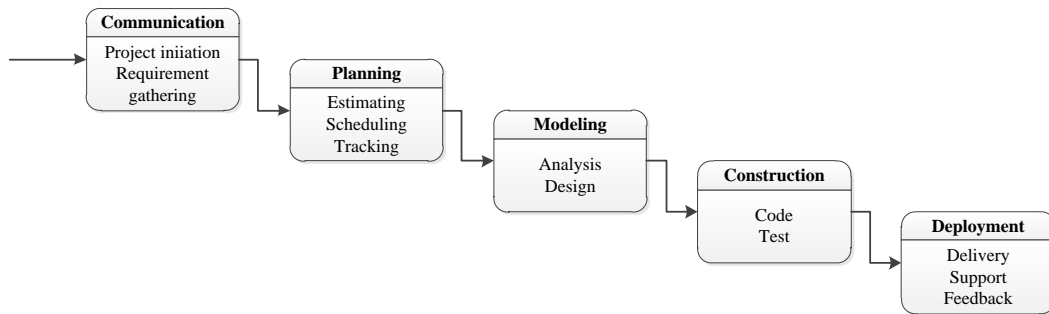 Communication
Project iniiation
Requirement
gathering
Planning
Estimating
Scheduling
Tracking
Modeling
Analysis
Design
Construction
Code
Test
Deployment
Delivery
Support
Feedback